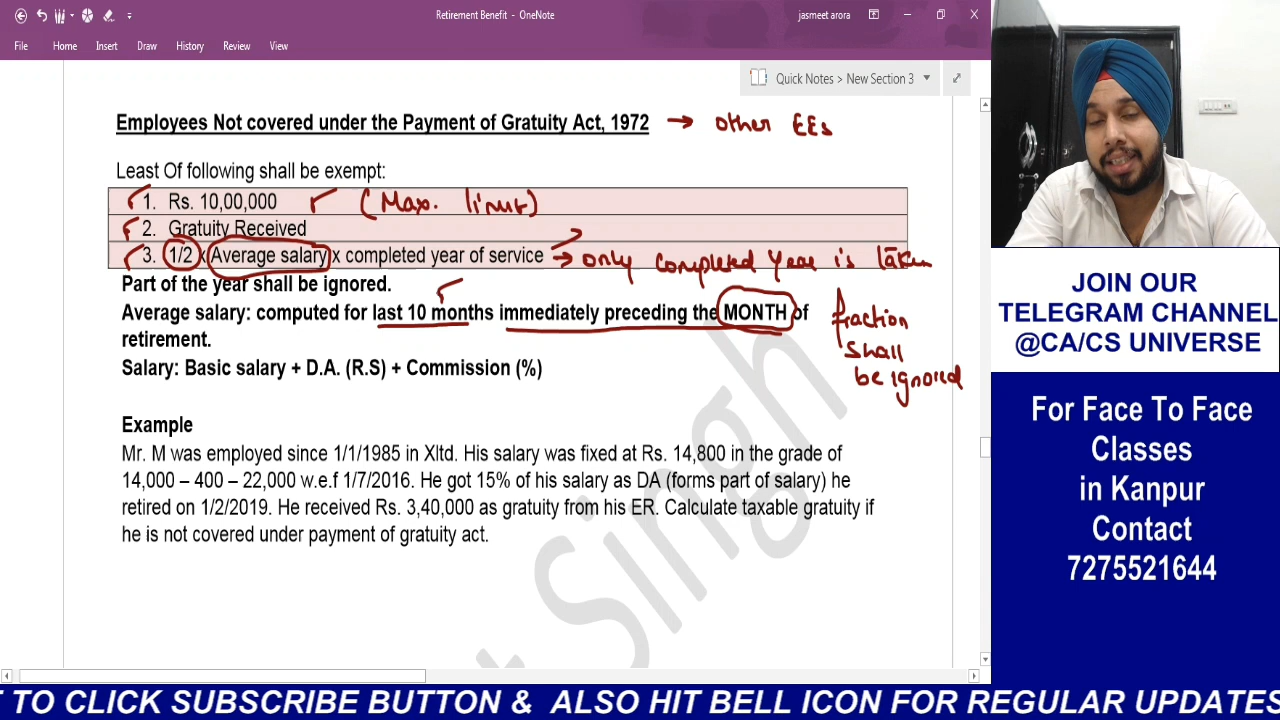 Retirement Benefit - OneNote
jasmeet arora
File Home Insert Draw History Review View
Quick Notes > New Section 3
Employees Not covered under the Payment of Gratuity Act, 1972 → other EEs
Least Of following shall be exempt:
1. Rs. 10,00,000 (Max. limit)
2. Gratuity Received
3. 1/2 x Average salary x completed year of service → only completed year is taken
Part of the year shall be ignored.
Average salary: computed for last 10 months immediately preceding the MONTH of
retirement.
fraction
shall
be ignored
Salary: Basic salary + D.A. (R.S) + Commission (%)
Example
Mr. M was employed since 1/1/1985 in Xltd. His salary was fixed at Rs. 14,800 in the grade of
14,000 – 400 – 22,000 w.e.f 1/7/2016. He got 15% of his salary as DA (forms part of salary) he
retired on 1/2/2019. He received Rs. 3,40,000 as gratuity from his ER. Calculate taxable gratuity if
he is not covered under payment of gratuity act.
Singh
JOIN OUR
TELEGRAM CHANNEL
@CA/CS UNIVERSE
For Face To Face
Classes
in Kanpur
Contact
7275521644
T TO CLICK SUBSCRIBE BUTTON & ALSO HIT BELL ICON FOR REGULAR UPDATES